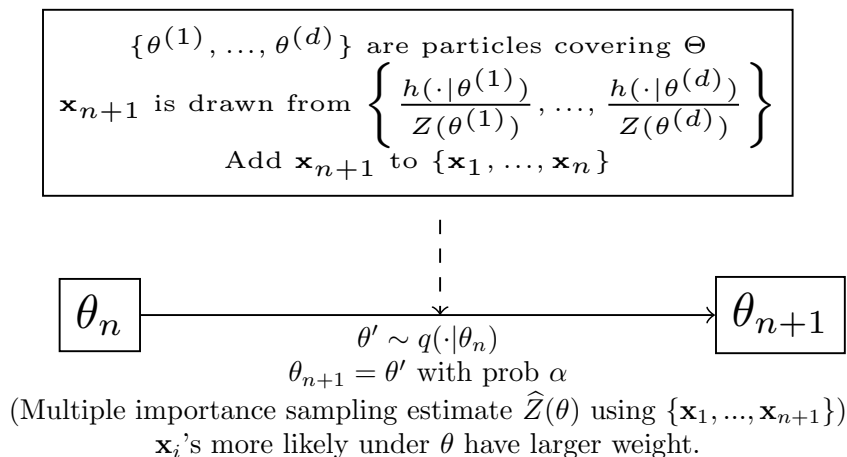 {θ^(1), ..., θ^(d)} are particles covering Θ
𝐱_{n+1} is drawn from { h(·|θ^(1)) / Z(θ^(1)), ..., h(·|θ^(d)) / Z(θ^(d)) }
Add 𝐱_{n+1} to {𝐱_1, ..., 𝐱_n}
θ_n
θ_{n+1}
θ′ ∼ q(·|θ_n)
θ_{n+1} = θ′ with prob α
(Multiple importance sampling estimate Ẑ(θ) using {𝐱_1, ..., 𝐱_{n+1}})
𝐱_i's more likely under θ have larger weight.